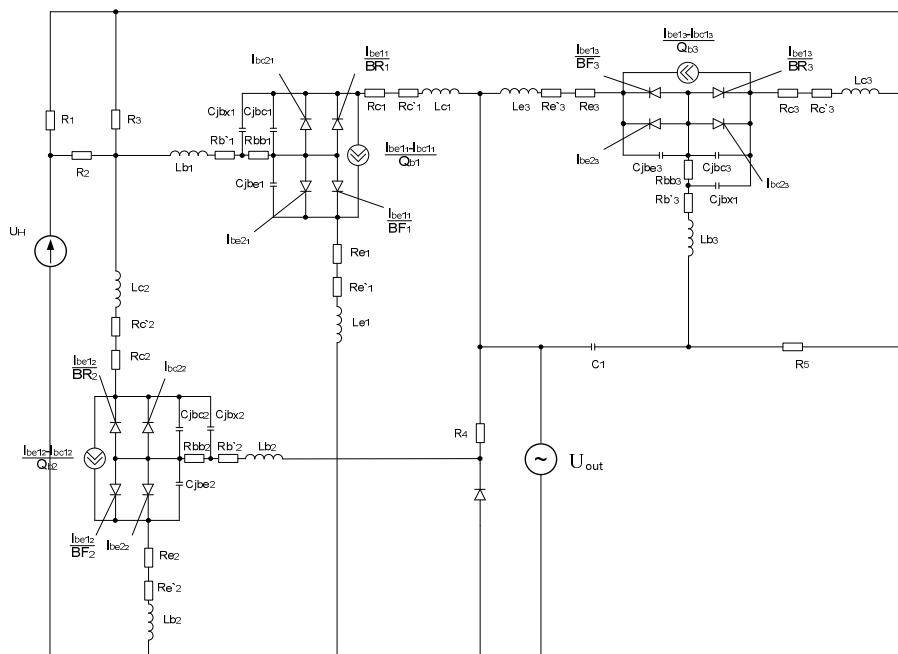 Ibe13-Ibc13
Qb3
Ibe11
BR1
Ibe13
BF3
Ibe13
BR3
Ibc21
Lc3
Cjbx1
Cjbc1
Rc1
Rc`1
Lc1
Le3
Re`3
Re3
Rc3
Rc`3
R1
R3
Rb`1
Rbb1
Ibe11-Ibc11
Qb1
Ibe23
Cjbe3
Cjbc3
Ibc23
R2
Lb1
Cjbe1
Rbb3
Cjbx1
Rb`3
Ibe21
Ibe11
BF1
UH
Re1
Lb3
Lc2
Re`1
Rc`2
Le1
Rc2
C1
R5
Ibe12
BR2
Ibc22
Cjbc2
Cjbx2
R4
Ibe12-Ibc12
Qb2
Rbb2
Rb`2
Lb2
~
Uout
Cjbe2
Ibe12
BF2
Ibe22
Re2
Re`2
Lb2